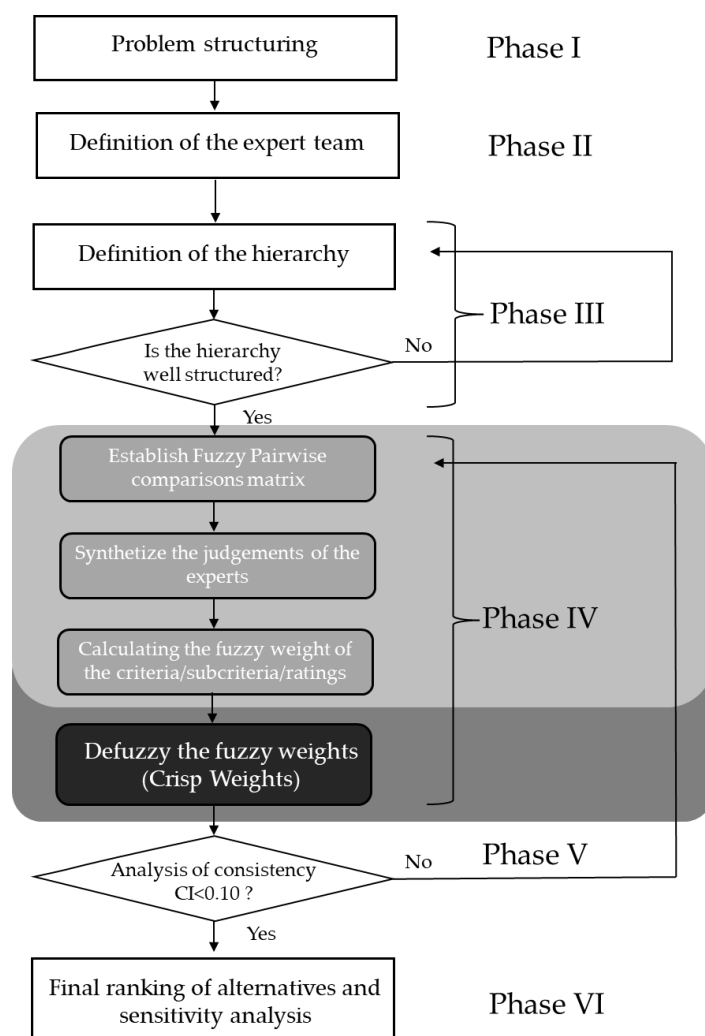 Problem structuring
Phase I
Definition of the expert team
Phase II
Definition of the hierarchy
Phase III
Is the hierarchy
well structured?
No
Yes
Establish Fuzzy Pairwise
comparisons matrix
Synthetize the judgements of the
experts
Phase IV
Calculating the fuzzy weight of
the criteria/subcriteria/ratings
Defuzzy the fuzzy weights
(Crisp Weights)
Phase V
Analysis of consistency
CI<0.10 ?
No
Yes
Final ranking of alternatives and
sensitivity analysis
Phase VI